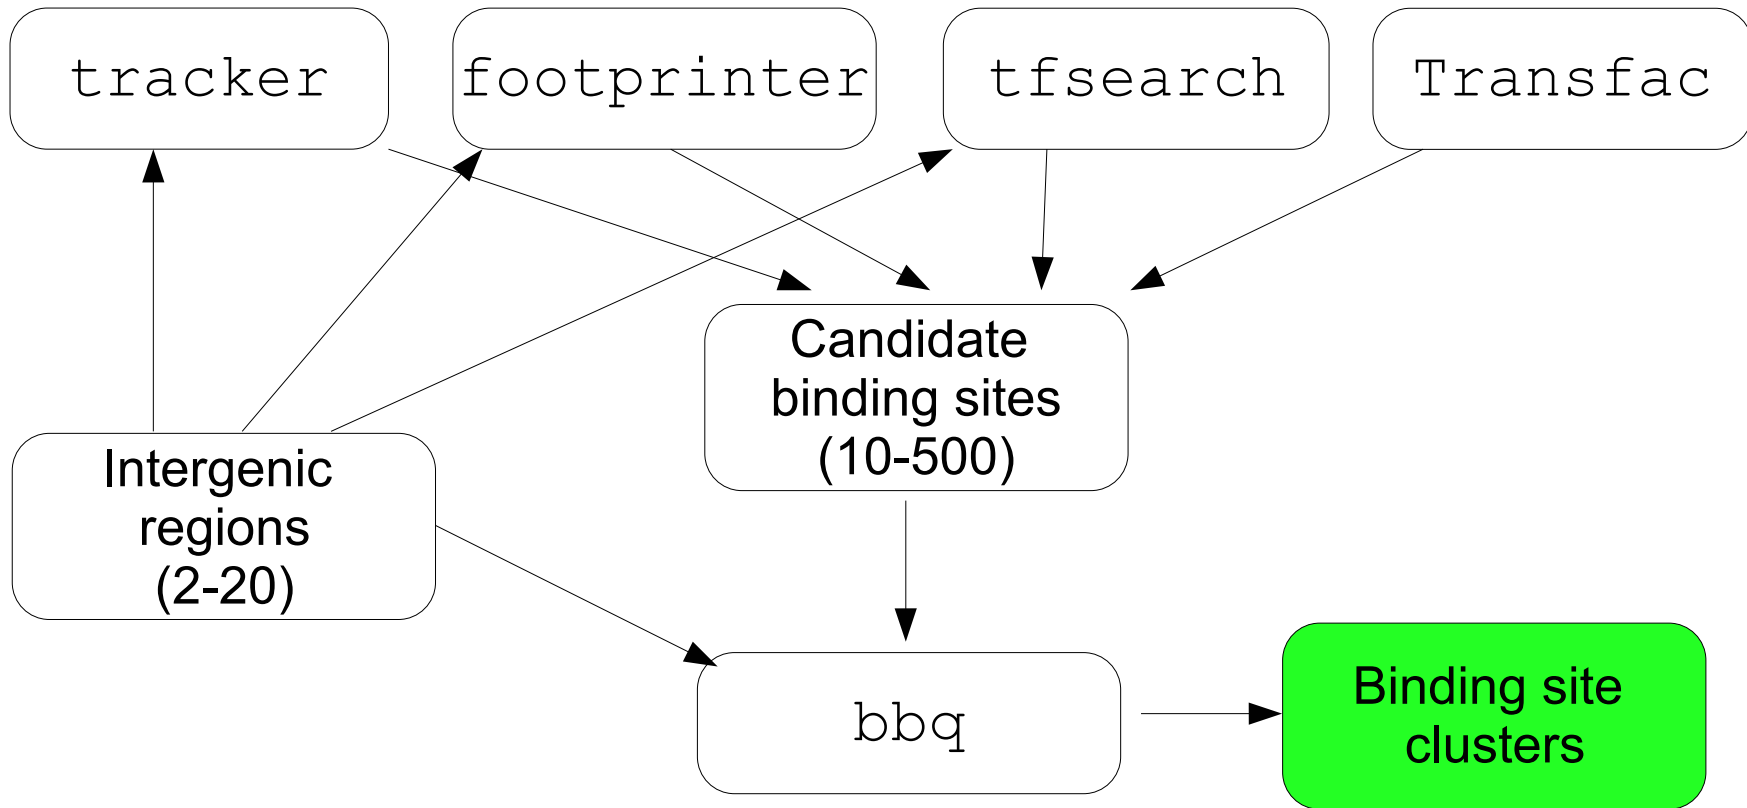 tracker
footprinter
tfsearch
Transfac
Candidate
binding sites
(10-500)
Intergenic
regions
(2-20)
bbq
Binding site
clusters